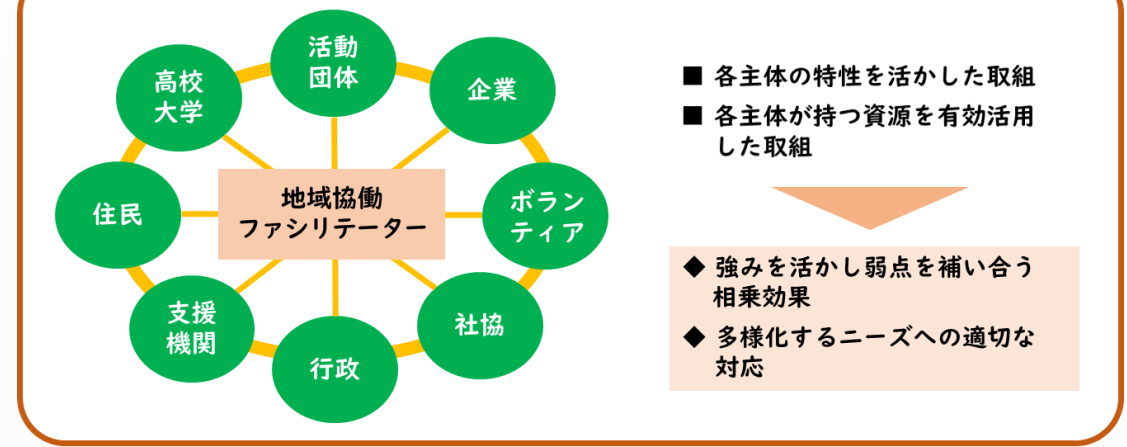 活動
団体
企業
ボラン
ティア
社協
行政
支援
機関
住民
高校
大学
地域協働
ファシリテーター
■ 各主体の特性を活かした取組
■ 各主体が持つ資源を有効活用
した取組
◆ 強みを活かし弱点を補い合う
相乗効果
◆ 多様化するニーズへの適切な
対応